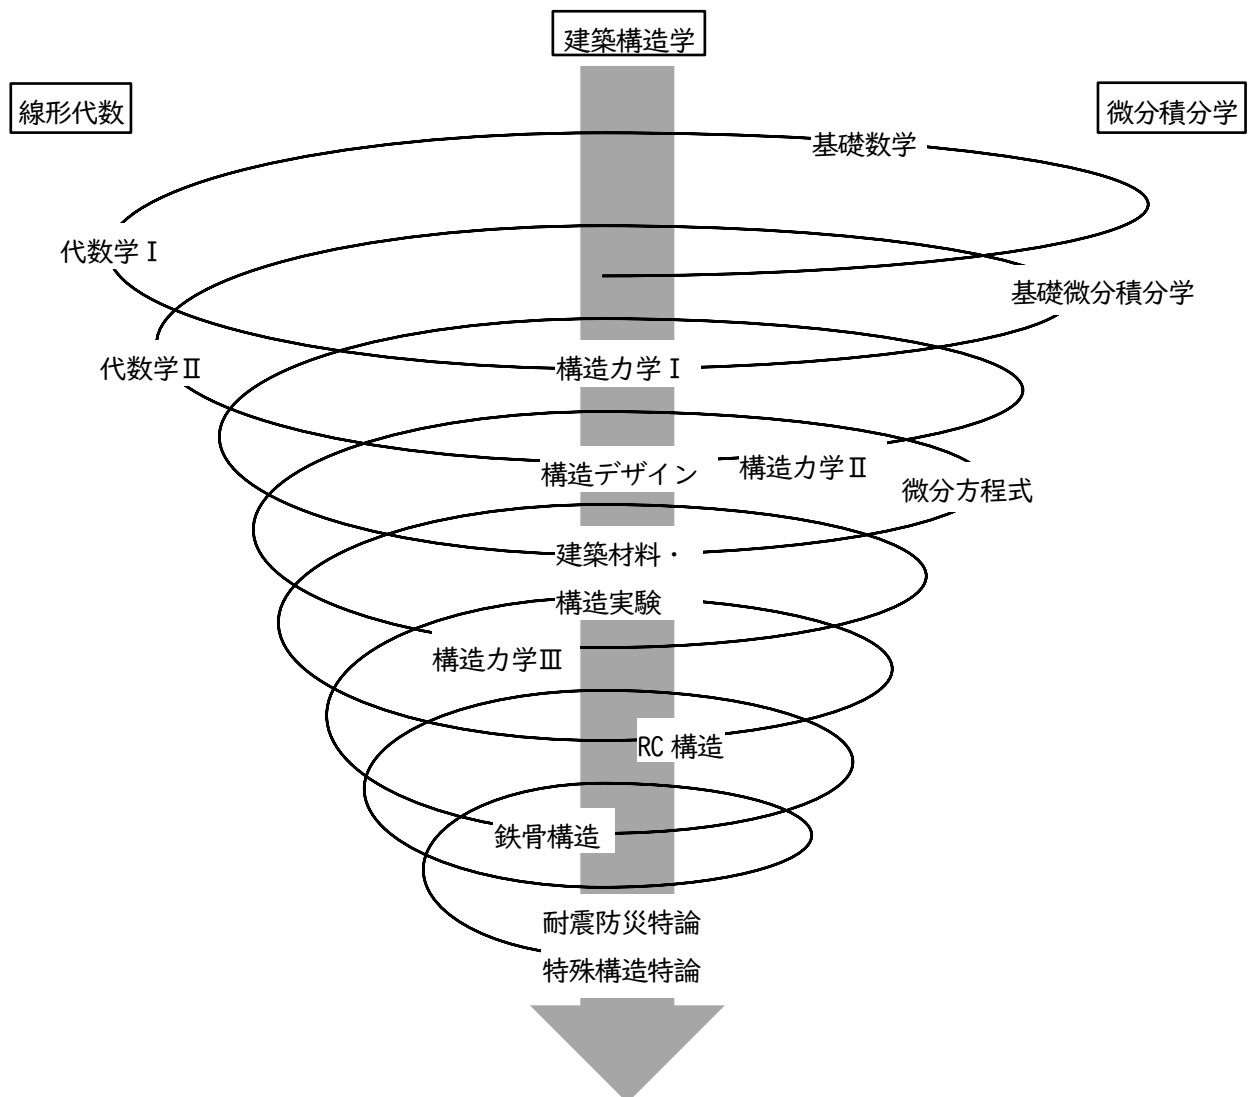 建築構造学
線形代数
微分積分学
基礎数学
代数学Ⅰ
基礎微分積分学
代数学Ⅱ
構造力学Ⅰ
構造デザイン
構造力学Ⅱ
微分方程式
建築材料・
構造実験
構造力学Ⅲ
RC 構造
鉄骨構造
耐震防災特論
特殊構造特論